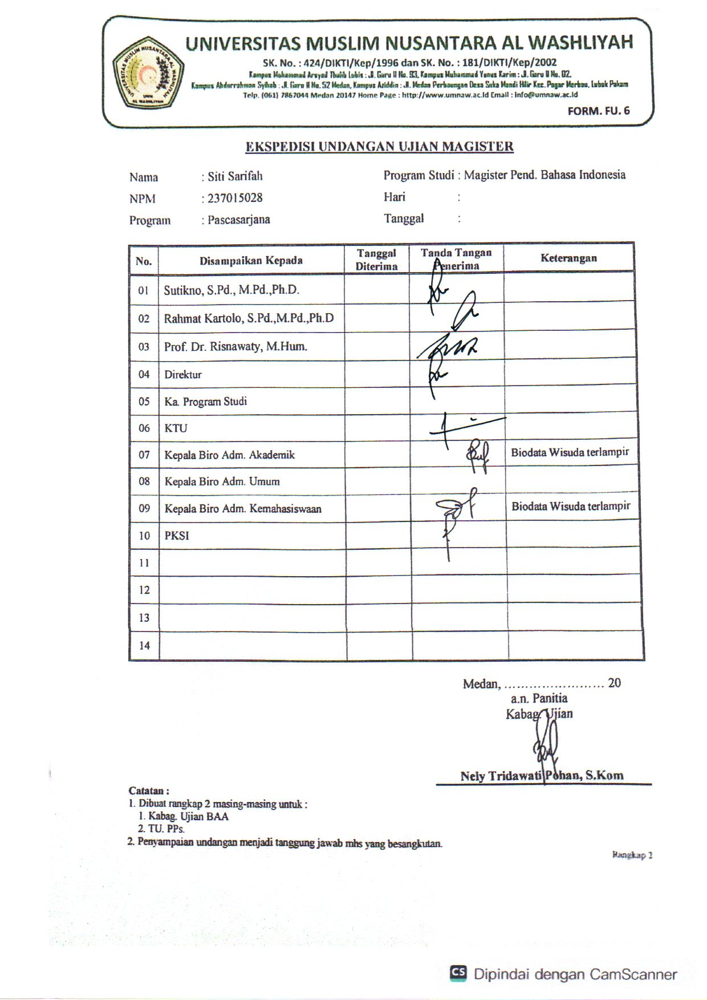 UNIVERSITAS MUSLIM NUSANTARA AL WASHLIYAH
SK. No. : 424/DIKTI/Kep/1996 dan SK. No. : 181/DIKTI/Kep/2002
Kampus Muhammad Arsyad Thalib Lubis : Jl. Garu II No. 93, Kampus Muhammad Yunus Karim : Jl. Garu II No. 02,
Kampus Abdurrahman Syihab : Jl. Garu II No. 52 Medan, Kampus Aziddin : Jl. Medan Perbaungan Desa Suka Mandi Hilir Kec. Pagar Merbau, Lubuk Pakam
Telp. (061) 7867044 Medan 20147 Home Page : http://www.umnaw.ac.id Email : info@umnaw.ac.id
FORM. FU. 6
UNIVERSITAS MUSLIM NUSANTARA AL WASHLIYAH
UMN
AL WASHLIYAH
EKSPEDISI UNDANGAN UJIAN MAGISTER
Nama : Siti Sarifah Program Studi : Magister Pend. Bahasa Indonesia
NPM : 237015028 Hari :
Program : Pascasarjana Tanggal :
No. Disampaikan Kepada Tanggal Diterima Tanda Tangan Penerima Keterangan
01 Sutikno, S.Pd., M.Pd.,Ph.D.
02 Rahmat Kartolo, S.Pd.,M.Pd.,Ph.D
03 Prof. Dr. Risnawaty, M.Hum.
04 Direktur
05 Ka. Program Studi
06 KTU
07 Kepala Biro Adm. Akademik Biodata Wisuda terlampir
08 Kepala Biro Adm. Umum
09 Kepala Biro Adm. Kemahasiswaan Biodata Wisuda terlampir
10 PKSI
11
12
13
14
Medan, ........................ 20
a.n. Panitia
Kabag. Ujian
Nely Tridawati Pohan, S.Kom
Catatan :
1. Dibuat rangkap 2 masing-masing untuk :
1. Kabag. Ujian BAA
2. TU. PPs.
2. Penyampaian undangan menjadi tanggung jawab mhs yang besangkutan.
Rangkap 2
CS Dipindai dengan CamScanner